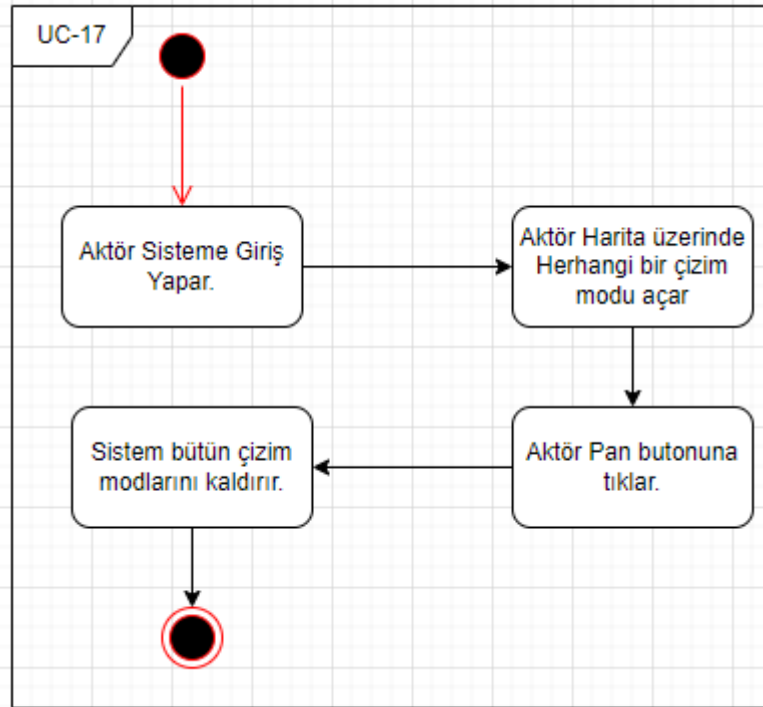 UC-17
Aktör Sisteme Giriş
Yapar.
Aktör Harita üzerinde
Herhangi bir çizim
modu açar
Aktör Pan butonuna
tıklar.
Sistem bütün çizim
modlarını kaldırır.